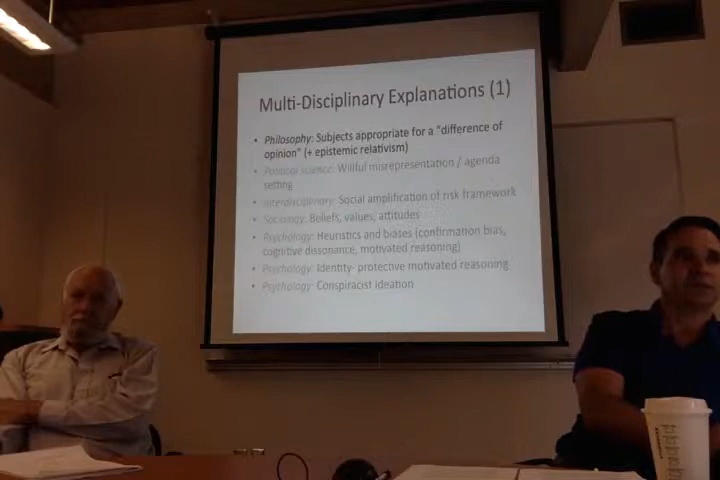 Multi-Disciplinary Explanations (1)
• Philosophy: Subjects appropriate for a "difference of
opinion" (+ epistemic relativism)
• Political science: Willful misrepresentation / agenda
setting
• Interdisciplinary: Social amplification of risk framework
• Sociology: Beliefs, values, attitudes
• Psychology: Heuristics and biases (confirmation bias,
cognitive dissonance, motivated reasoning)
• Psychology: Identity- protective motivated reasoning
• Psychology: Conspiracist ideation